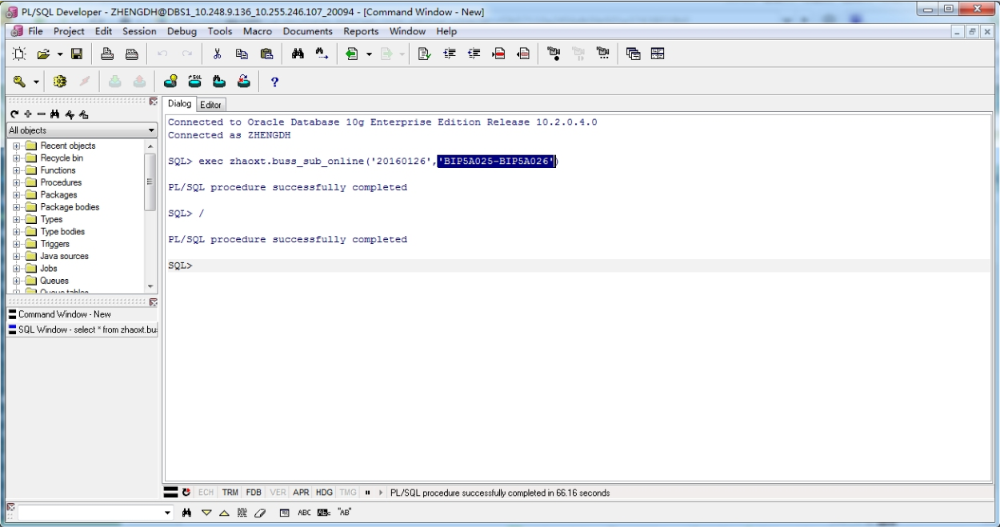 PL/SQL Developer - ZHENGDH@DBS1_10.248.9.136_10.255.246.107_20094 - [Command Window - New]
File Project Edit Session Debug Tools Macro Documents Reports Window Help
SQL
?
Dialog Editor
All objects
Recent objects
Recycle bin
Functions
Procedures
Packages
Package bodies
Types
Type bodies
Triggers
Java sources
Jobs
Queues
Queue tables
Command Window - New
SQL Window - select * from zhaoxt.bus
Connected to Oracle Database 10g Enterprise Edition Release 10.2.0.4.0
Connected as ZHENGDH
SQL> exec zhaoxt.buss_sub_online('20160126','BIP5A025-BIP5A026')
PL/SQL procedure successfully completed
SQL> /
PL/SQL procedure successfully completed
SQL>
ECH TRM FDB VER APR HDG TMG PL/SQL procedure successfully completed in 66.16 seconds
ABC "AB"